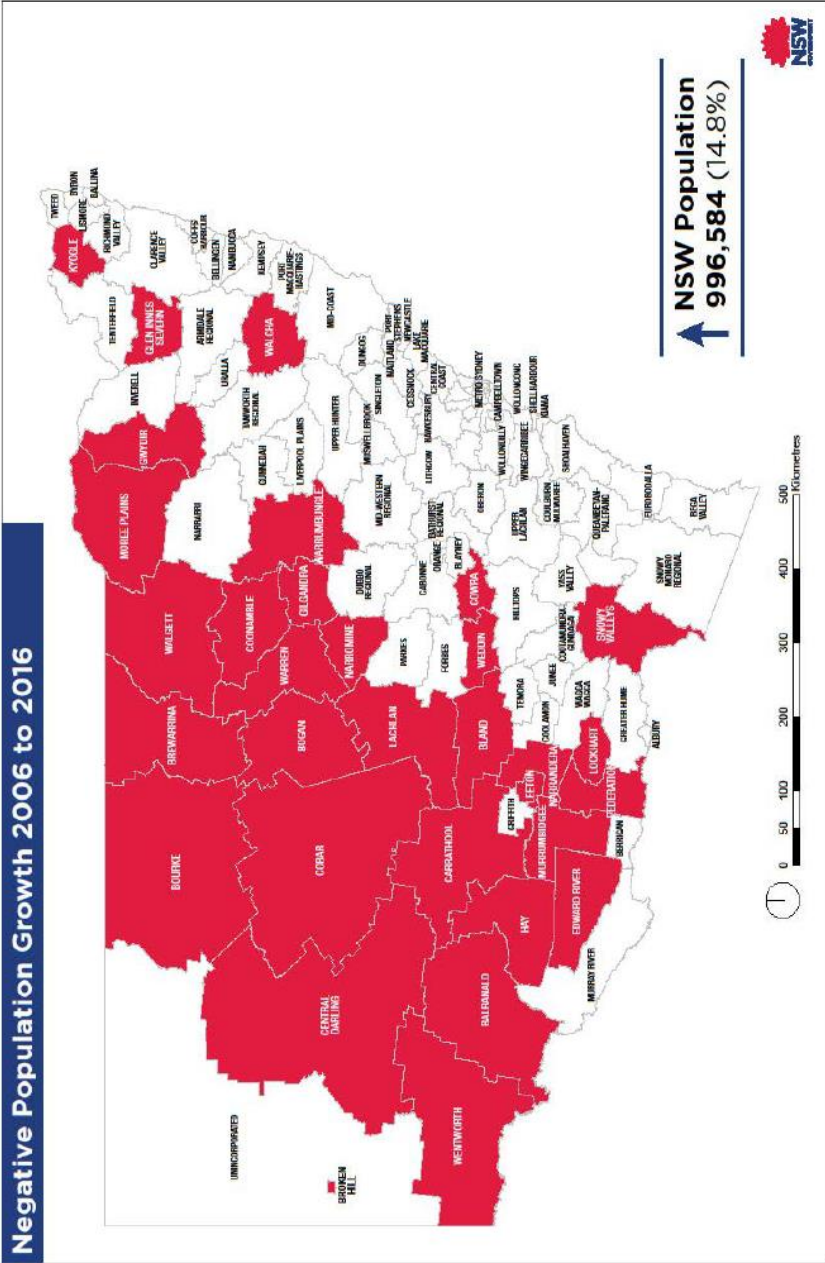 Negative Population Growth 2006 to 2016
TWEED
BYRON
KYOGLE
LISMORE
BALLINA
RICHMOND
VALLEY
TENTERFIELD
CLARENCE
VALLEY
GLEN INNES
SEVERN
INVERELL
GWYDIR
MOREE PLAINS
COFFS
HARBOUR
BELLINGEN
NAMBUCCA
ARMIDALE
REGIONAL
URALLA
KEMPSEY
WALCHA
PORT
MACQUARIE-
HASTINGS
TAMWORTH
REGIONAL
NARRABRI
GUNNEDAH
LIVERPOOL PLAINS
WARRUMBUNGLE
MID-COAST
UPPER HUNTER
DUNGOG
MUSWELLBROOK
SINGLETON
MAITLAND
PORT
STEPHENS
NEWCASTLE
LAKE
MACQUARIE
CESSNOCK
CENTRAL
COAST
HAWKESBURY
LITHGOW
MID-WESTERN
REGIONAL
DUBBO
REGIONAL
GILGANDRA
COONAMBLE
WALGETT
BREWARRINA
BOURKE
WARREN
NARROMINE
BOGAN
COBAR
UNINCORPORATED
BROKEN
HILL
CENTRAL
DARLING
LACHLAN
PARKES
FORBES
CABONNE
ORANGE
BATHURST
REGIONAL
BLAYNEY
OBERON
METRO SYDNEY
CAMPBELLTOWN
WOLLONDILLY
WOLLONGONG
SHELLHARBOUR
KIAMA
WINGECARRIBEE
SHOALHAVEN
UPPER
LACHLAN
GOULBURN
MULWAREE
COWRA
WEDDIN
BLAND
HILLTOPS
YASS
VALLEY
QUEANBEYAN-
PALERANG
EUROBODALLA
BEGA
VALLEY
SNOWY
MONARO
REGIONAL
SNOWY
VALLEYS
COOTAMUNDRA-
GUNDAGAI
TEMORA
COOLAMON
JUNEE
WAGGA
WAGGA
LOCKHART
GREATER HUME
ALBURY
FEDERATION
NARRANDERA
LEETON
GRIFFITH
MURRUMBIDGEE
CARRATHOOL
BERRIGAN
EDWARD RIVER
HAY
MURRAY RIVER
BALRANALD
WENTWORTH
0 50 100 200 300 400 500
Kilometres
NSW Population
996,584 (14.8%)
NSW
GOVERNMENT